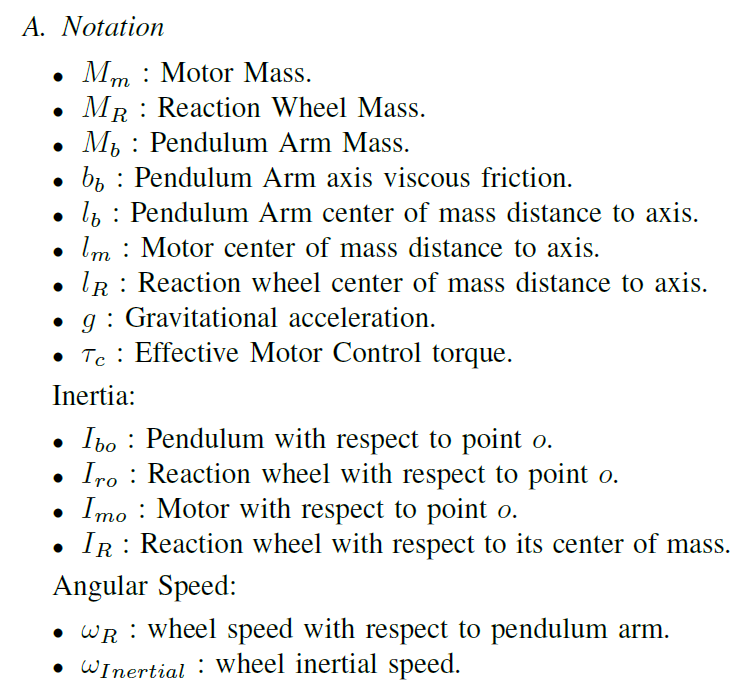 A. Notation
• M_m : Motor Mass.
• M_R : Reaction Wheel Mass.
• M_b : Pendulum Arm Mass.
• b_b : Pendulum Arm axis viscous friction.
• l_b : Pendulum Arm center of mass distance to axis.
• l_m : Motor center of mass distance to axis.
• l_R : Reaction wheel center of mass distance to axis.
• g : Gravitational acceleration.
• τ_c : Effective Motor Control torque.
Inertia:
• I_bo : Pendulum with respect to point o.
• I_ro : Reaction wheel with respect to point o.
• I_mo : Motor with respect to point o.
• I_R : Reaction wheel with respect to its center of mass.
Angular Speed:
• ω_R : wheel speed with respect to pendulum arm.
• ω_Inertial : wheel inertial speed.